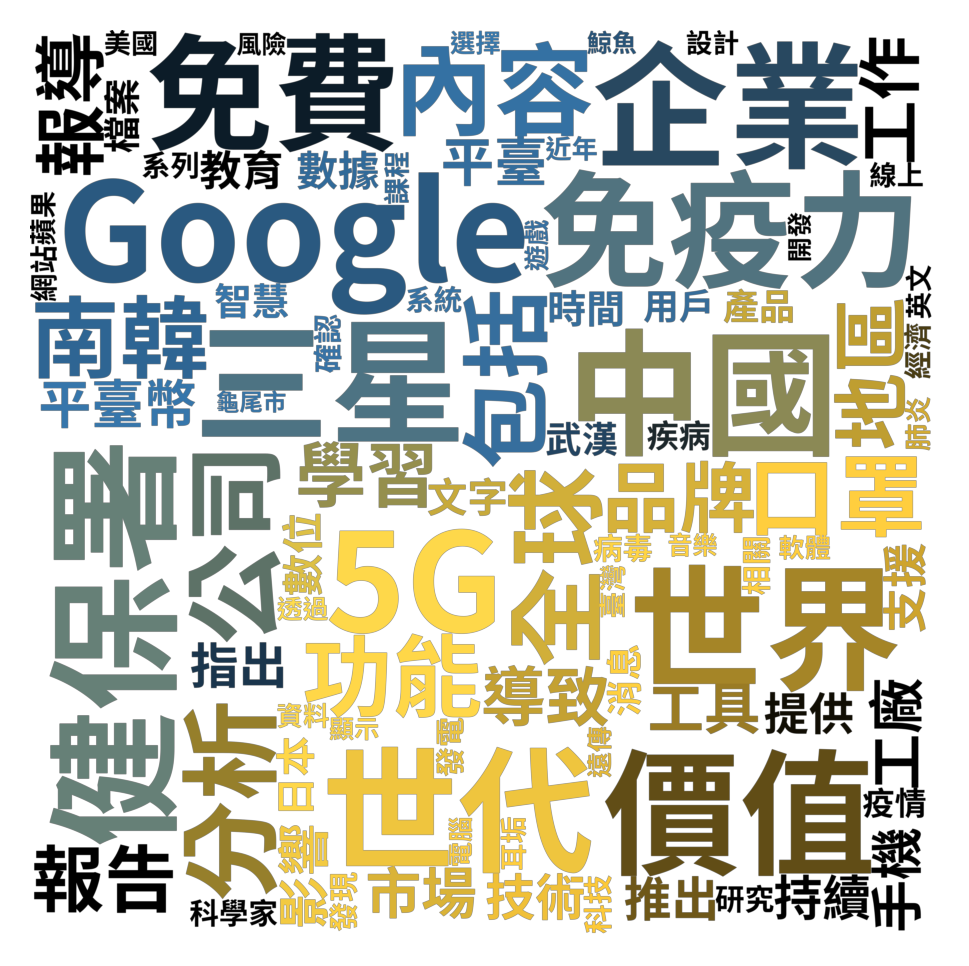 美國
風險
選擇
鯨魚
設計
報導
檔案
免費
內容
企業
工作
平臺
近年
系列
教育
數據
課程
線上
網站
蘋果
Google
遊戲
免疫力
開發
南韓
智慧
系統
時間
用戶
產品
地區
英文
經濟
三星
確認
包括
中國
平臺幣
龜尾市
武漢
疾病
肺炎
健保署
公司
學習
文字
全球
品牌
口罩
數位
5G
病毒
音樂
相關
軟體
支援
透過
臺灣
世界
指出
功能
導致
消息
工具
提供
工廠
分析
資料
顯示
發電
遠傳
日本
世代
價值
疫情
報告
影響
電腦
耳垢
手機
科學家
發現
市場
技術
科技
推出
研究
持續